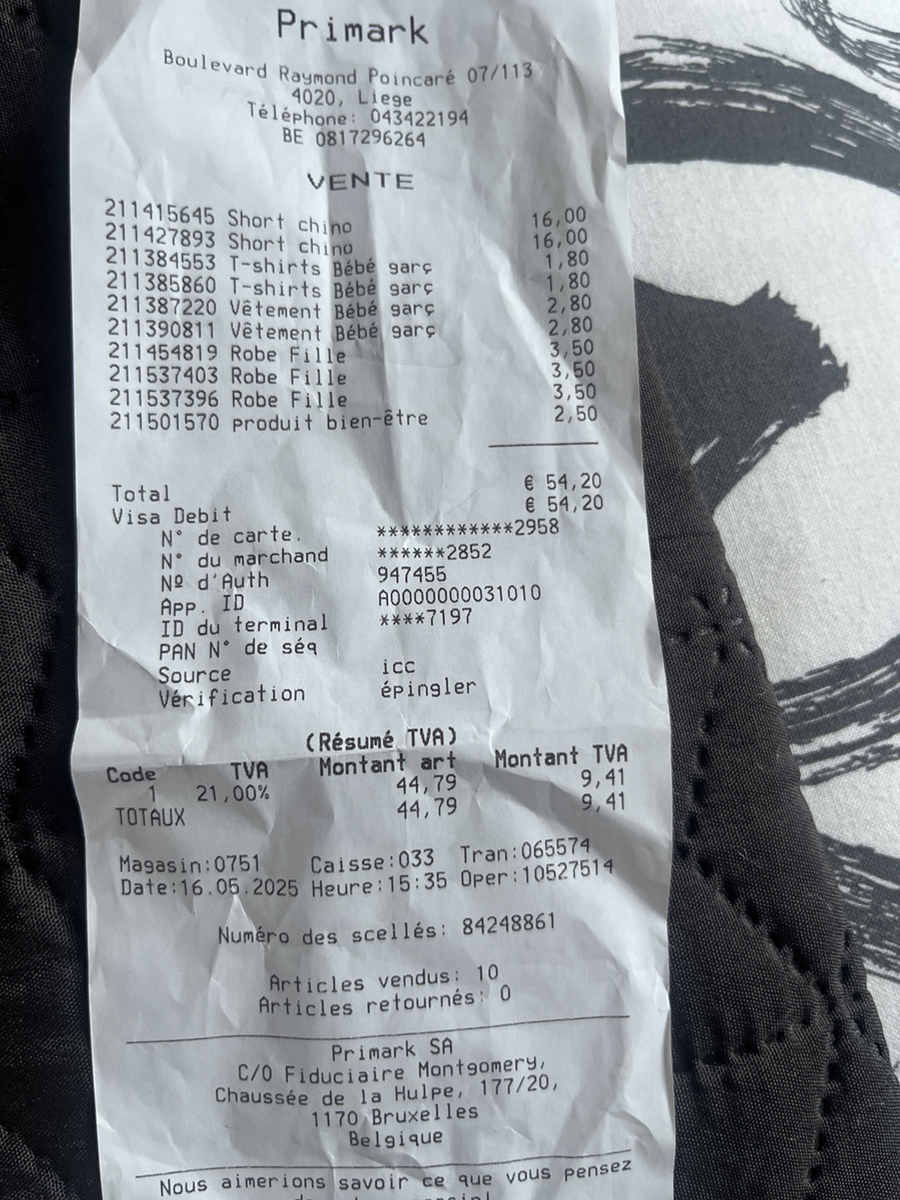 Primark
Boulevard Raymond Poincaré 07/113
4020, Liege
Téléphone: 043422194
BE 0817296264
VENTE
211415645 Short chino 16,00
211427893 Short chino 16,00
211384553 T-shirts Bébé garç 1,80
211385860 T-shirts Bébé garç 1,80
211387220 Vêtement Bébé garç 2,80
211390811 Vêtement Bébé garç 2,80
211454819 Robe Fille 3,50
211537403 Robe Fille 3,50
211537396 Robe Fille 3,50
211501570 produit bien-être 2,50
Total € 54,20
Visa Debit € 54,20
N° de carte. ************2958
N° du marchand ******2852
Nº d'Auth 947455
App. ID A0000000031010
ID du terminal ****7197
PAN N° de séq
Source icc
Vérification épingler
(Résumé TVA)
Code TVA Montant art Montant TVA
1 21,00% 44,79 9,41
TOTAUX 44,79 9,41
Magasin:0751 Caisse:033 Tran:065574
Date:16.05.2025 Heure:15:35 Oper:10527514
Numéro des scellés: 84248861
Articles vendus: 10
Articles retournés: 0
Primark SA
C/O Fiduciaire Montgomery,
Chaussée de la Hulpe, 177/20,
1170 Bruxelles
Belgique
Nous aimerions savoir ce que vous pensez